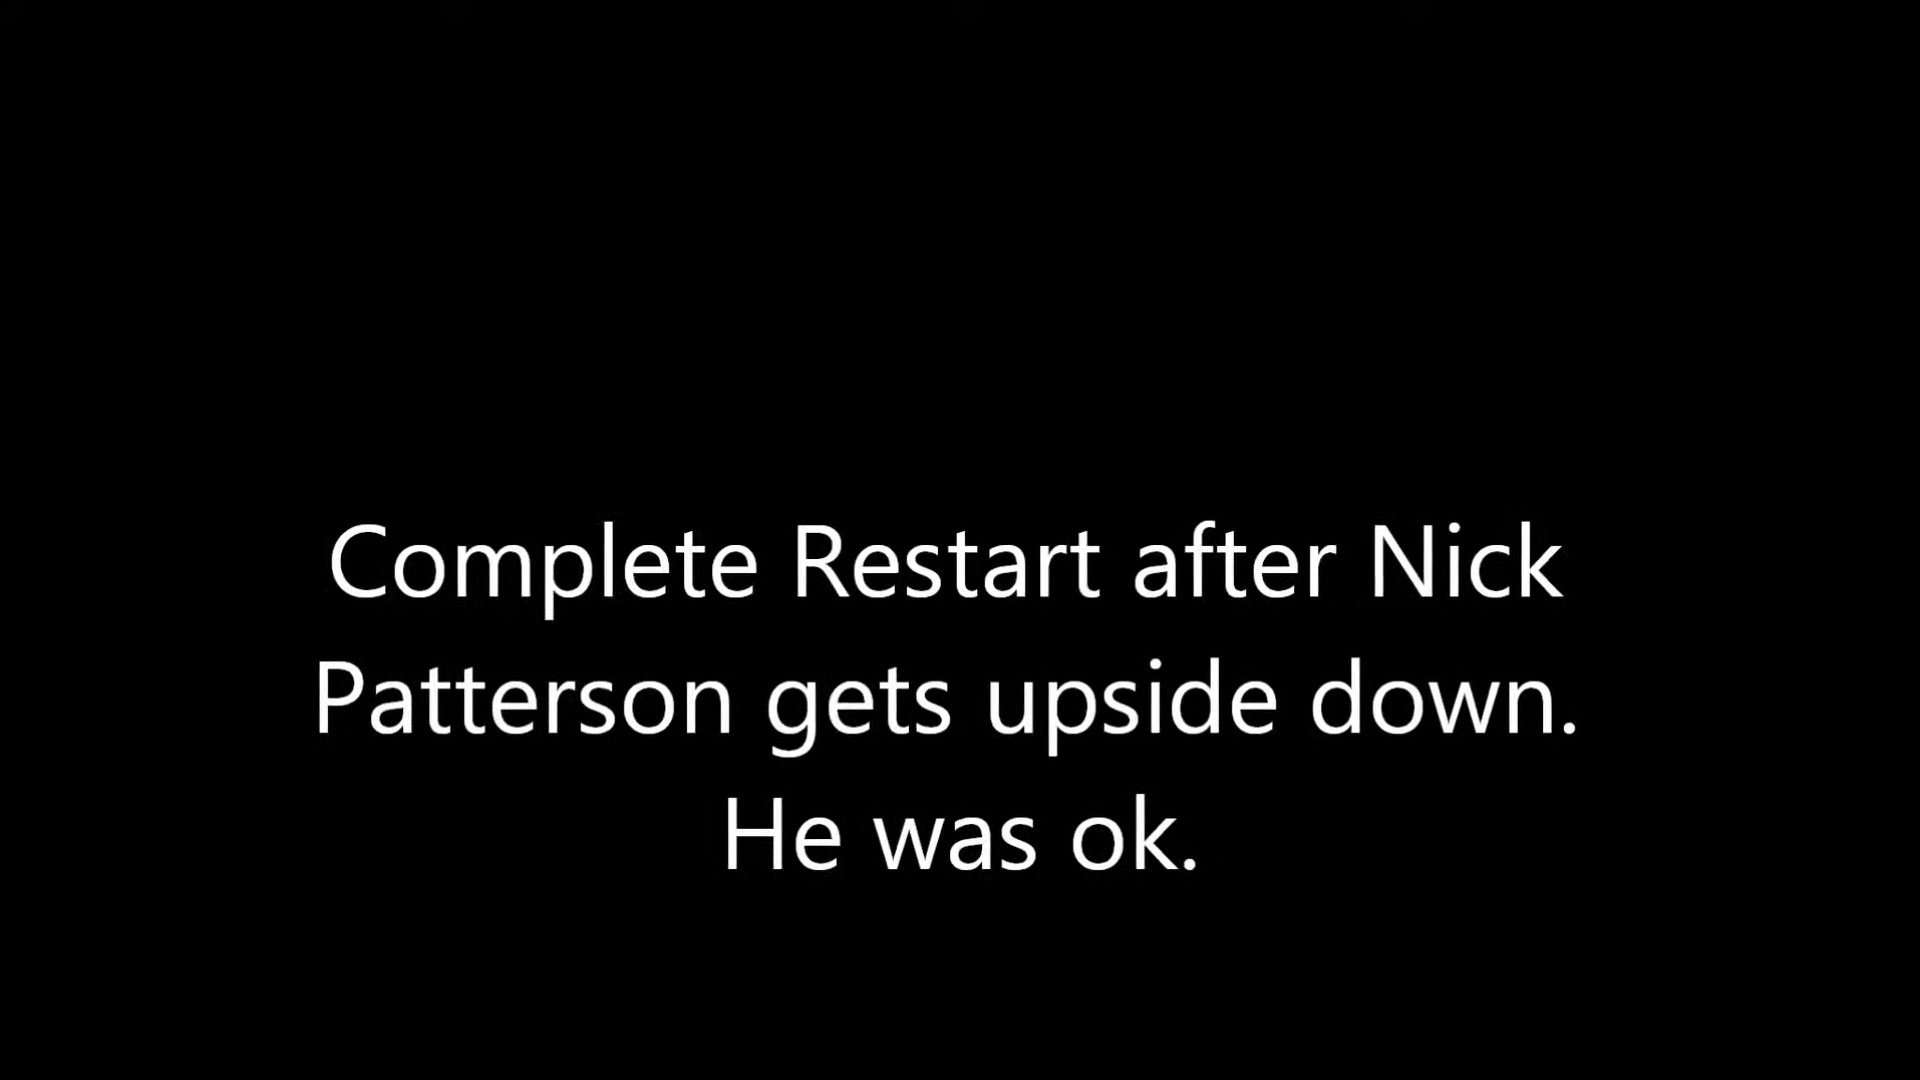 Complete Restart after Nick
Patterson gets upside down.
He was ok.